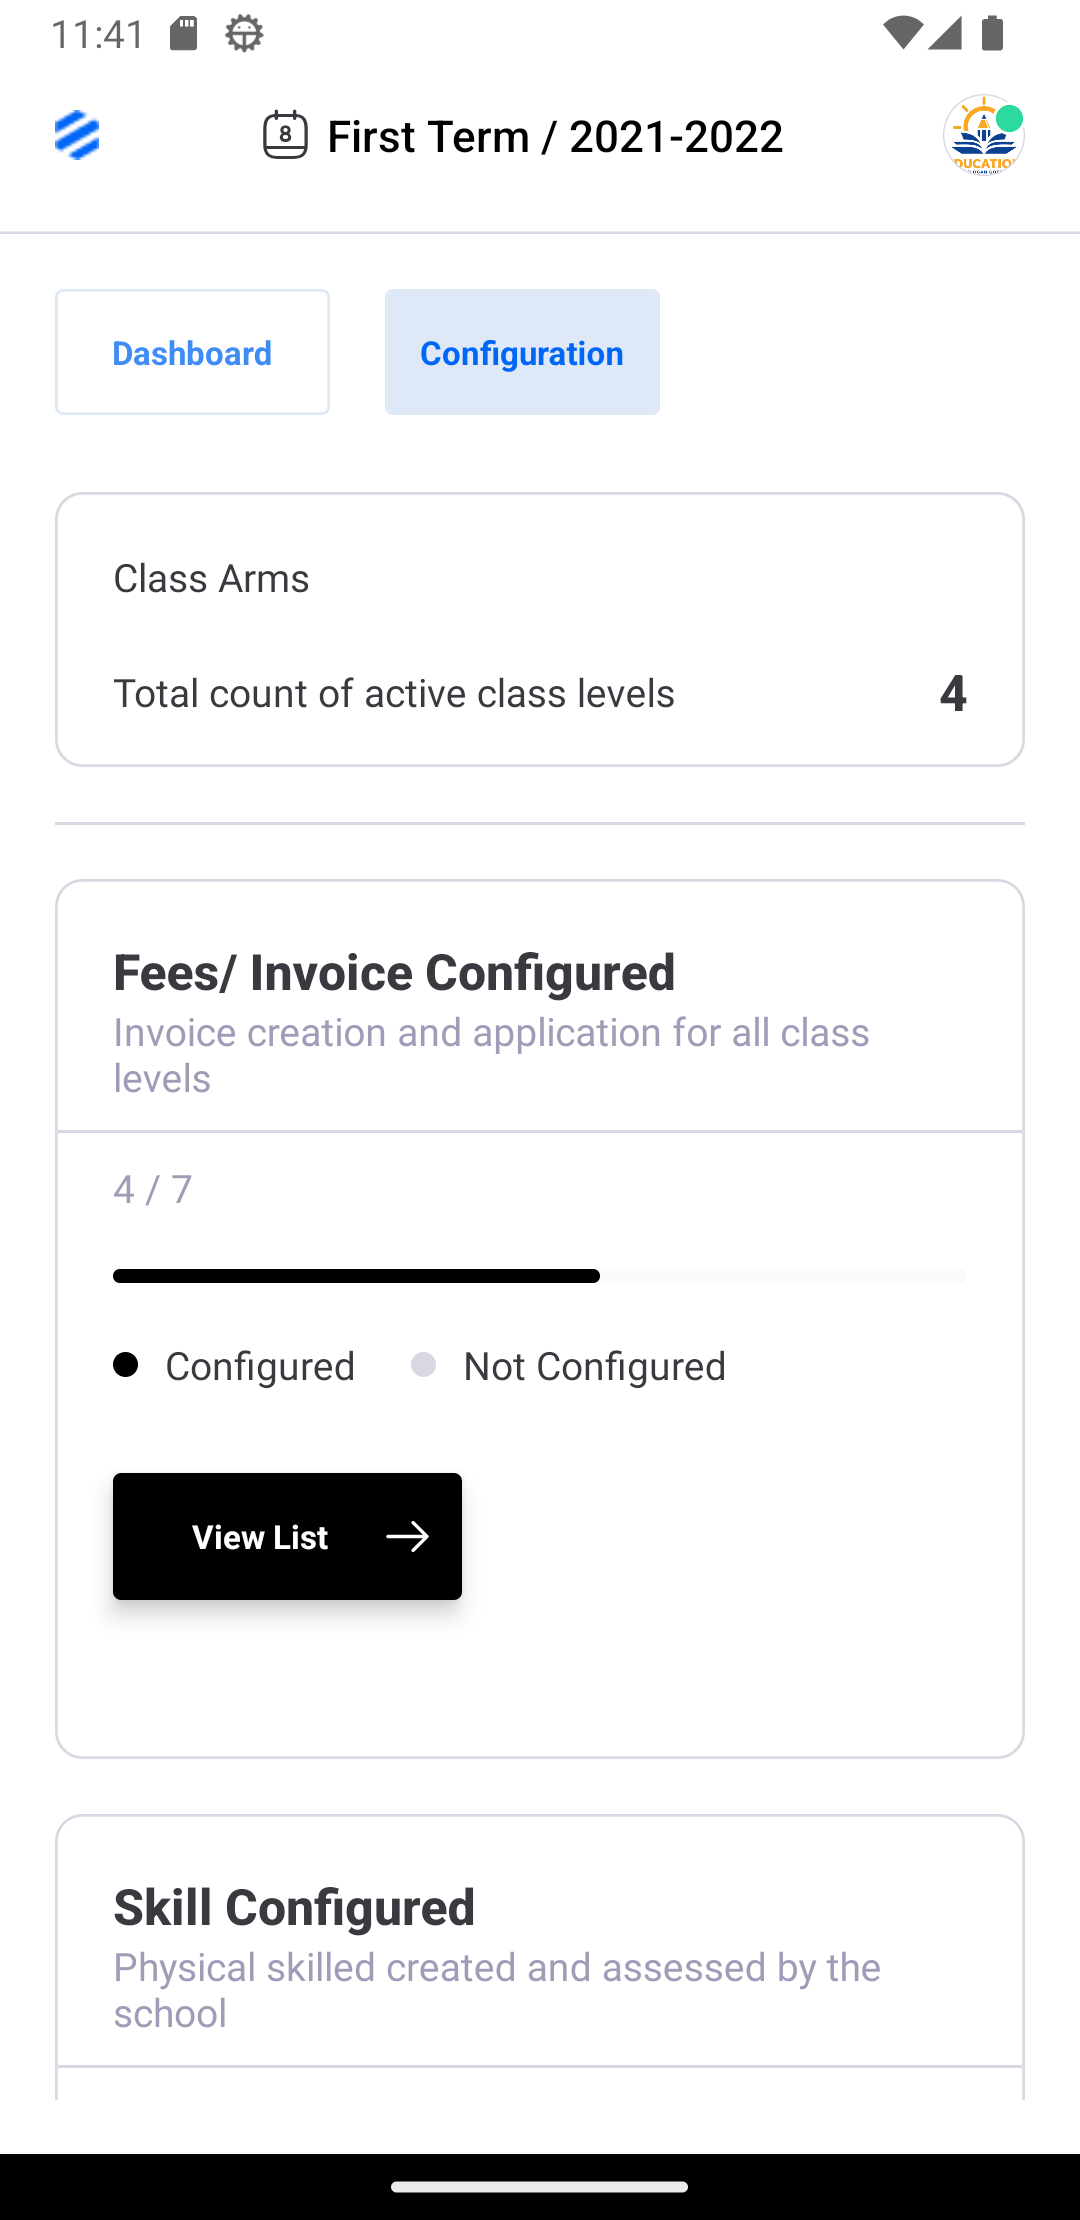 11:41
8
First Term / 2021-2022
DUCATIO
Dashboard
Configuration
Class Arms
Total count of active class levels
4
Fees/ Invoice Configured
Invoice creation and application for all class
levels
4 / 7
Configured
Not Configured
View List
Skill Configured
Physical skilled created and assessed by the
school